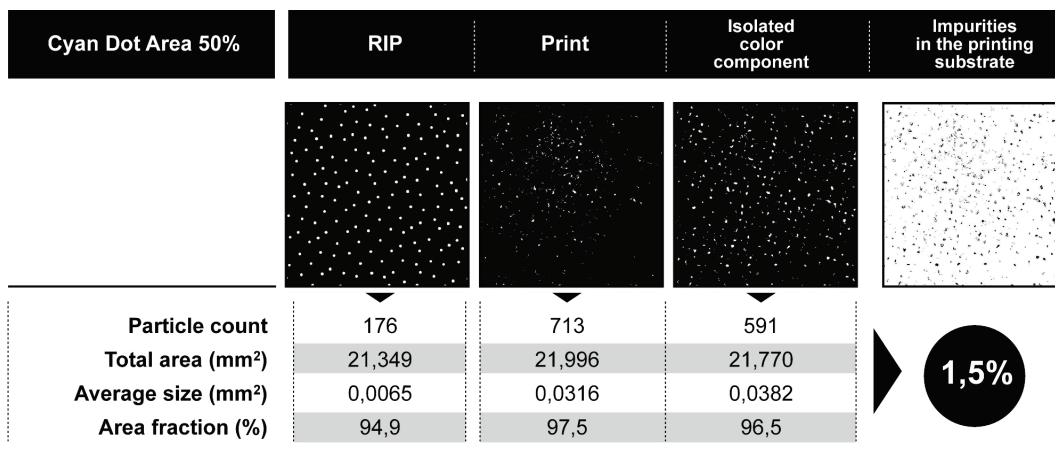 Cyan Dot Area 50%
RIP
Print
Isolated
color
component
Impurities
in the printing
substrate
Particle count 176 713 591
Total area (mm²) 21,349 21,996 21,770
Average size (mm²) 0,0065 0,0316 0,0382
Area fraction (%) 94,9 97,5 96,5
1,5%